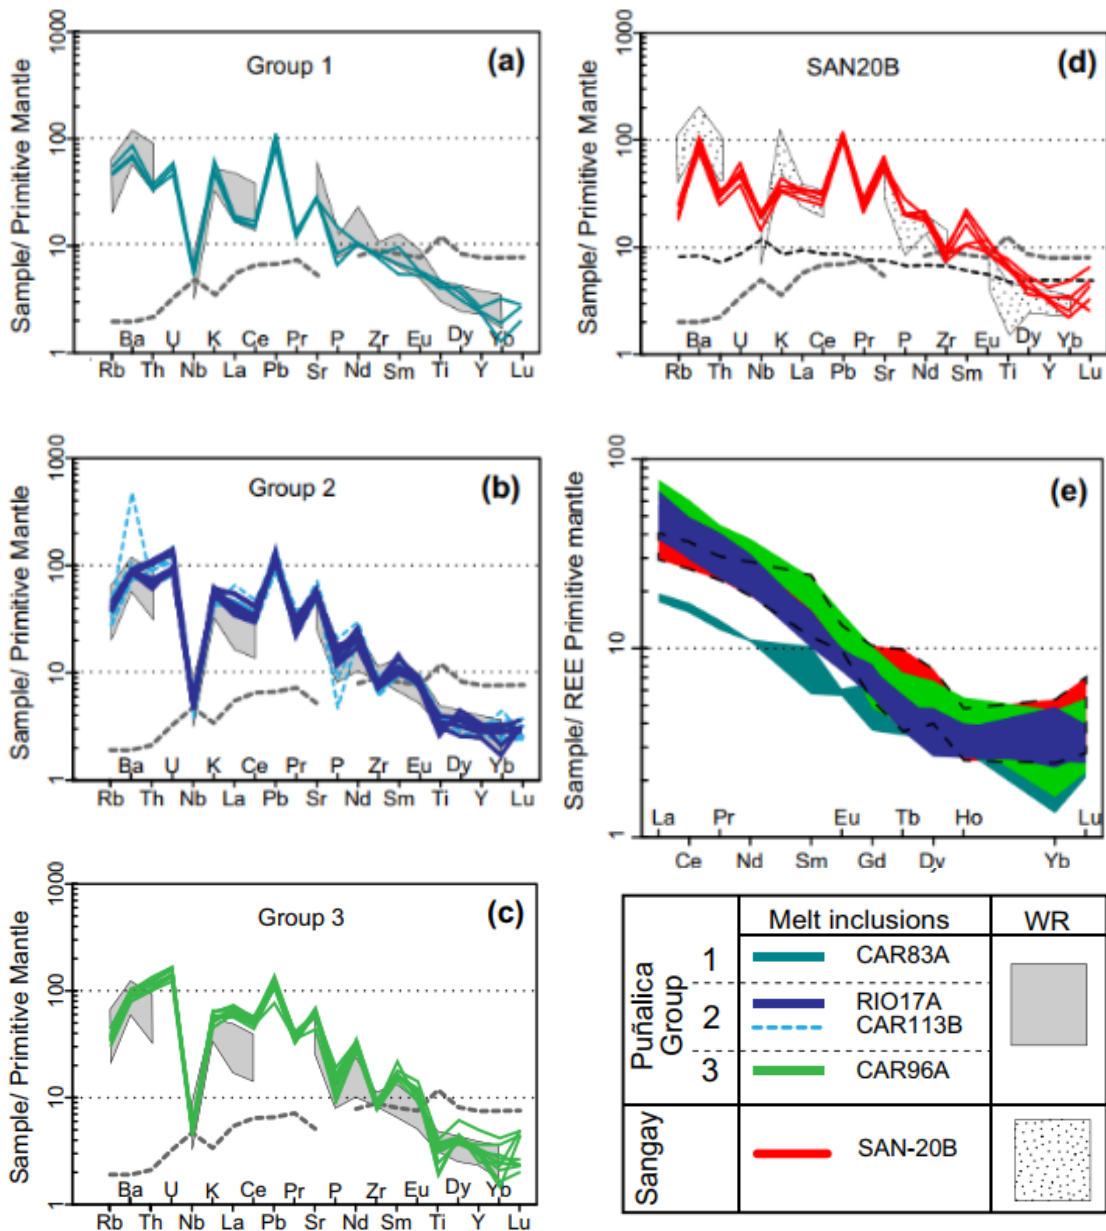 1000
100
10
1
Sample/ Primitive Mantle
Group 1
(a)
Ba U K Ce Pr P Zr Eu Dy Yb
Rb Th Nb La Pb Sr Nd Sm Ti Y Lu
1000
100
10
1
Sample/ Primitive Mantle
SAN20B
(d)
Ba U K Ce Pr P Zr Eu Dy Yb
Rb Th Nb La Pb Sr Nd Sm Ti Y Lu
1000
100
10
1
Sample/ Primitive Mantle
Group 2
(b)
Ba U K Ce Pr P Zr Eu Dy Yb
Rb Th Nb La Pb Sr Nd Sm Ti Y Lu
100
10
1
Sample/ REE Primitive mantle
(e)
La Pr Eu Tb Ho Lu
Ce Nd Sm Gd Dy Yb
1000
100
10
1
Sample/ Primitive Mantle
Group 3
(c)
Ba U K Ce Pr P Zr Eu Dy Yb
Rb Th Nb La Pb Sr Nd Sm Ti Y Lu
Melt inclusions WR
Puñalica
Group
1 CAR83A
2 RIO17A
CAR113B
3 CAR96A
Sangay
SAN-20B